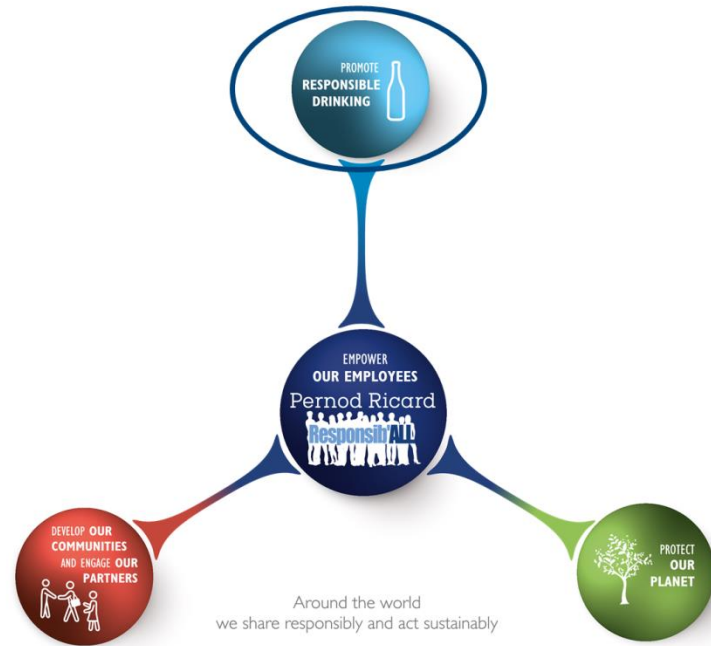 PROMOTE
RESPONSIBLE
DRINKING
EMPOWER
OUR EMPLOYEES
Pernod Ricard
Responsib'ALL
DEVELOP OUR
COMMUNITIES
AND ENGAGE OUR
PARTNERS
PROTECT
OUR
PLANET
Around the world
we share responsibly and act sustainably